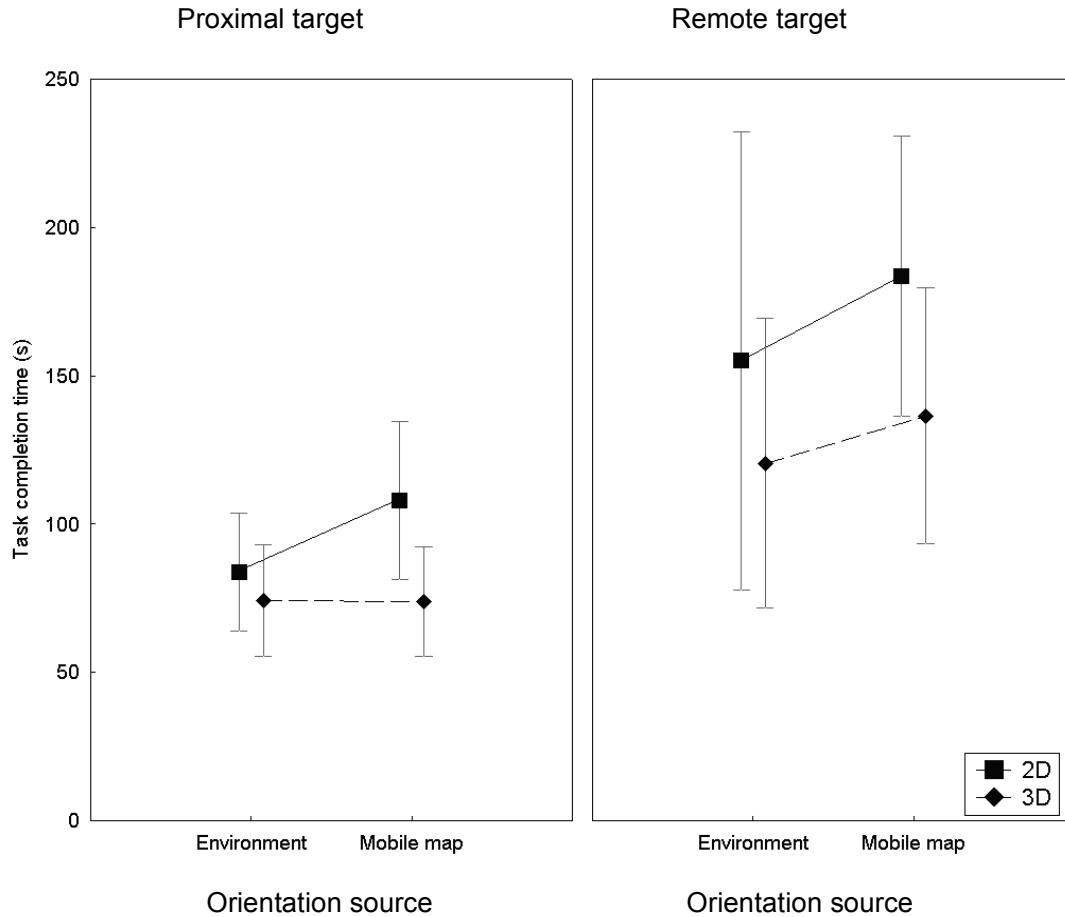 Proximal target
Remote target
250
200
150
100
50
0
Task completion time (s)
Environment
Mobile map
Environment
Mobile map
2D
3D
Orientation source
Orientation source